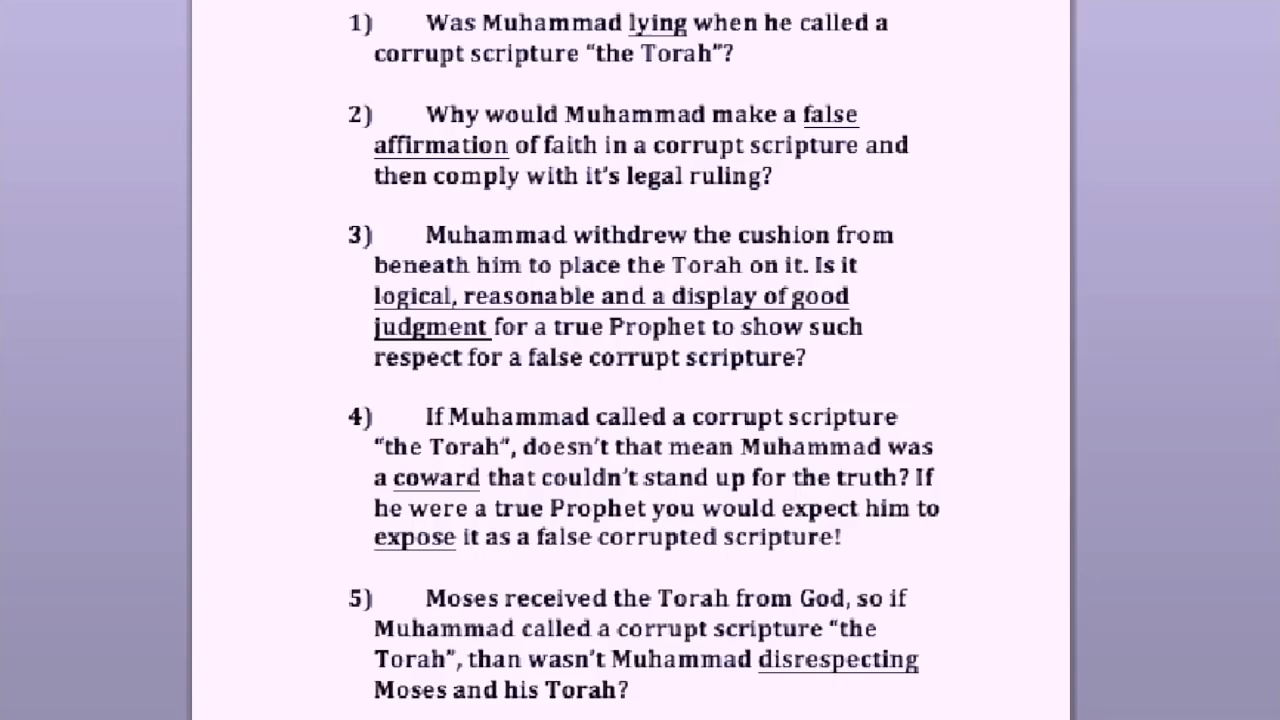 1) Was Muhammad lying when he called a
corrupt scripture “the Torah”?
2) Why would Muhammad make a false
affirmation of faith in a corrupt scripture and
then comply with it’s legal ruling?
3) Muhammad withdrew the cushion from
beneath him to place the Torah on it. Is it
logical, reasonable and a display of good
judgment for a true Prophet to show such
respect for a false corrupt scripture?
4) If Muhammad called a corrupt scripture
“the Torah”, doesn’t that mean Muhammad was
a coward that couldn’t stand up for the truth? If
he were a true Prophet you would expect him to
expose it as a false corrupted scripture!
5) Moses received the Torah from God, so if
Muhammad called a corrupt scripture “the
Torah”, than wasn’t Muhammad disrespecting
Moses and his Torah?